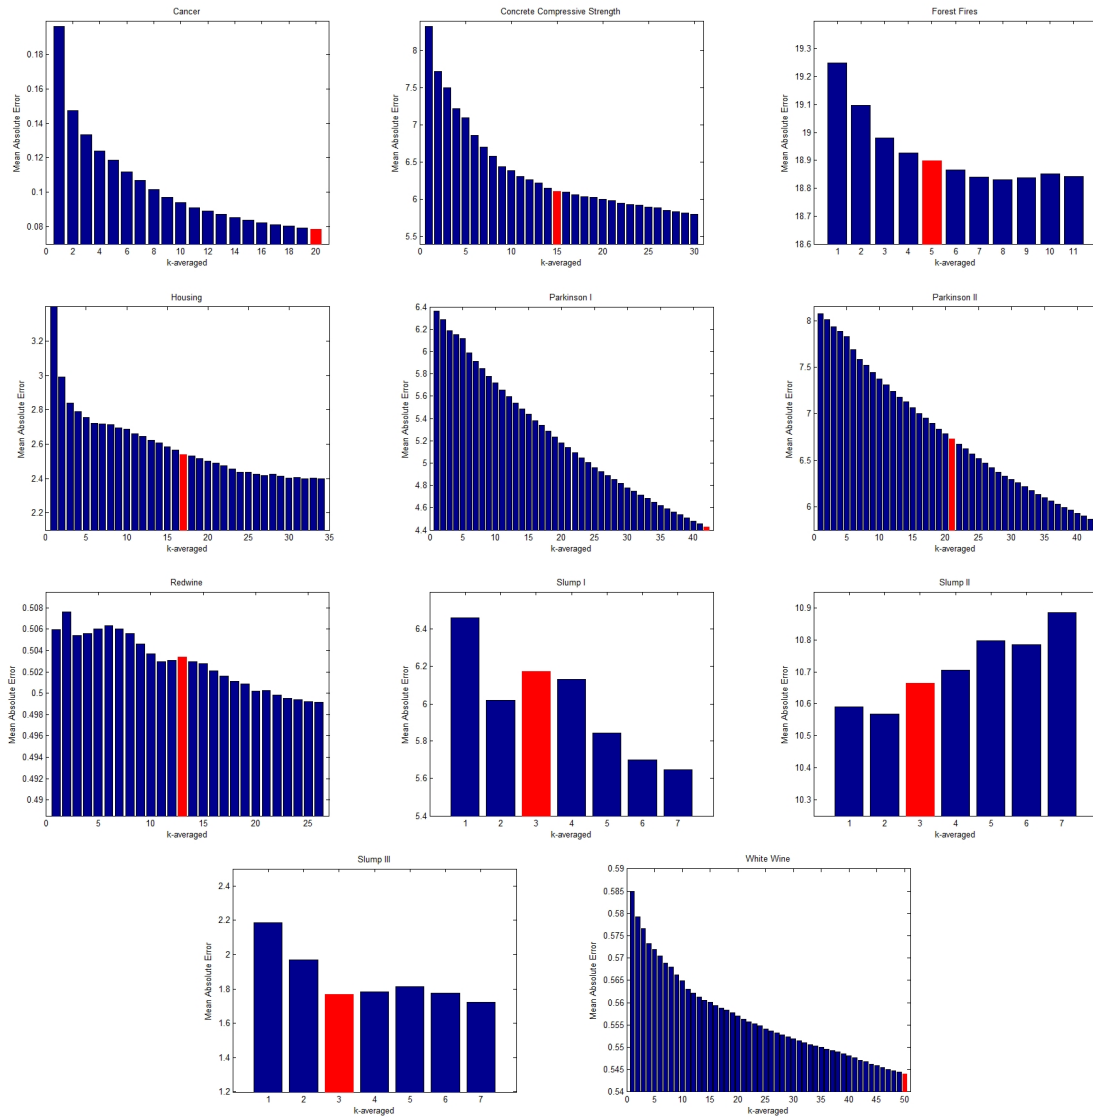 Cancer
Mean Absolute Error
0.18
0.16
0.14
0.12
0.1
0.08
0 2 4 6 8 10 12 14 16 18 20
k-averaged
Concrete Compressive Strength
Mean Absolute Error
8
7.5
7
6.5
6
5.5
0 5 10 15 20 25 30
k-averaged
Forest Fires
Mean Absolute Error
19.3
19.2
19.1
19
18.9
18.8
18.7
18.6
1 2 3 4 5 6 7 8 9 10 11
k-averaged
Housing
Mean Absolute Error
3.2
3
2.8
2.6
2.4
2.2
0 5 10 15 20 25 30 35
k-averaged
Parkinson I
Mean Absolute Error
6.4
6.2
6
5.8
5.6
5.4
5.2
5
4.8
4.6
4.4
0 5 10 15 20 25 30 35 40
k-averaged
Parkinson II
Mean Absolute Error
8
7.5
7
6.5
6
0 5 10 15 20 25 30 35 40
k-averaged
Redwine
Mean Absolute Error
0.508
0.506
0.504
0.502
0.5
0.498
0.496
0.494
0.492
0.49
0 5 10 15 20 25
k-averaged
Slump I
Mean Absolute Error
6.4
6.2
6
5.8
5.6
5.4
1 2 3 4 5 6 7
k-averaged
Slump II
Mean Absolute Error
10.9
10.8
10.7
10.6
10.5
10.4
10.3
1 2 3 4 5 6 7
k-averaged
Slump III
Mean Absolute Error
2.4
2.2
2
1.8
1.6
1.4
1.2
1 2 3 4 5 6 7
k-averaged
White Wine
Mean Absolute Error
0.59
0.585
0.58
0.575
0.57
0.565
0.56
0.555
0.55
0.545
0.54
0 5 10 15 20 25 30 35 40 45 50
k-averaged